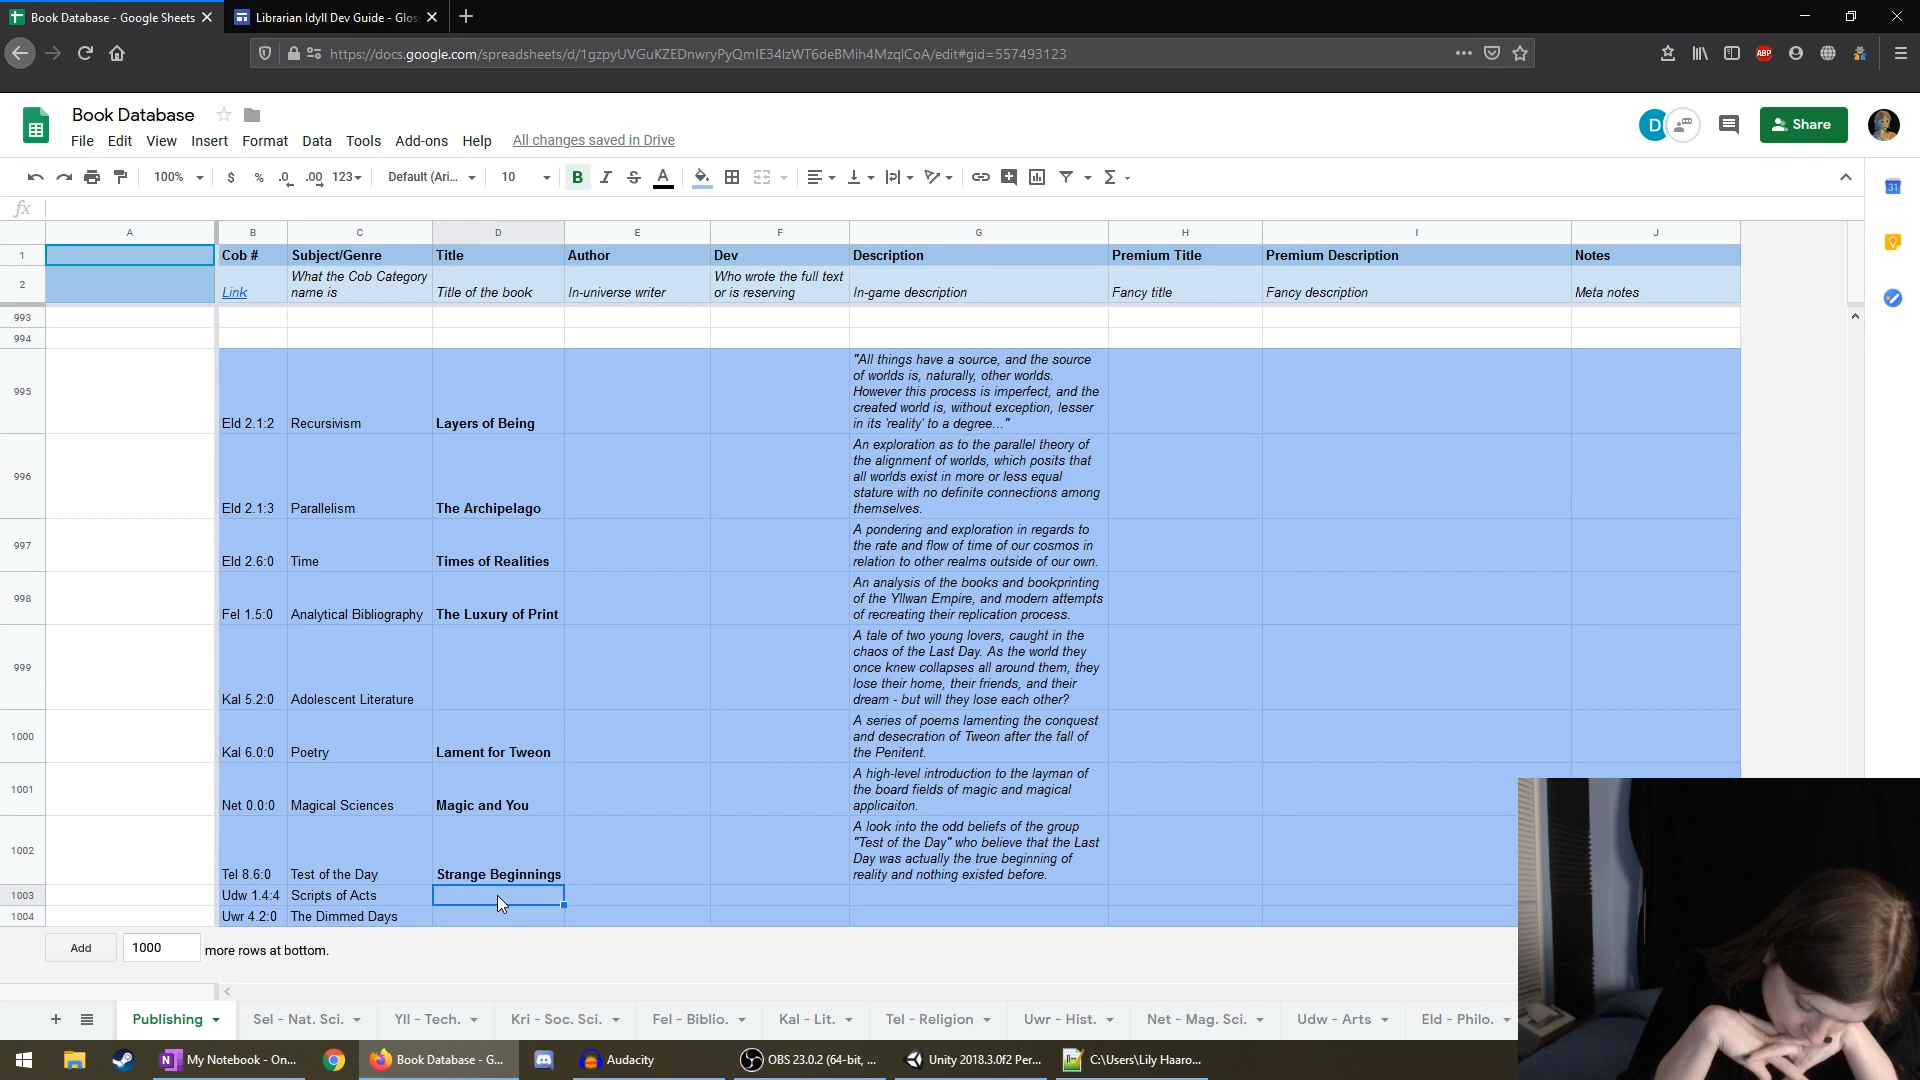 Book Database - Google Sheets
Librarian Idyll Dev Guide - Glos
https://docs.google.com/spreadsheets/d/1gzpyUVGuKZEDnwryPyQmIE34IzWT6deBMih4MzqlCoA/edit#gid=557493123
ABP
Book Database
D
Share
File Edit View Insert Format Data Tools Add-ons Help All changes saved in Drive
100% $ % .0 .00 123 Default (Ari... 10 B I S A
31
fx
A B C D E F G H I J
1 Cob # Subject/Genre Title Author Dev Description Premium Title Premium Description Notes
What the Cob Category Who wrote the full text
2 Link name is Title of the book In-universe writer or is reserving In-game description Fancy title Fancy description Meta notes
993
994
"All things have a source, and the source
of worlds is, naturally, other worlds.
However this process is imperfect, and the
created world is, without exception, lesser
995 Eld 2.1:2 Recursivism Layers of Being in its 'reality' to a degree..."
An exploration as to the parallel theory of
the alignment of worlds, which posits that
all worlds exist in more or less equal
stature with no definite connections among
996 Eld 2.1:3 Parallelism The Archipelago themselves.
A pondering and exploration in regards to
the rate and flow of time of our cosmos in
997 Eld 2.6:0 Time Times of Realities relation to other realms outside of our own.
An analysis of the books and bookprinting
of the Yllwan Empire, and modern attempts
998 Fel 1.5:0 Analytical Bibliography The Luxury of Print of recreating their replication process.
A tale of two young lovers, caught in the
chaos of the Last Day. As the world they
once knew collapses all around them, they
lose their home, their friends, and their
999 Kal 5.2:0 Adolescent Literature dream - but will they lose each other?
A series of poems lamenting the conquest
and desecration of Tweon after the fall of
1000 Kal 6.0:0 Poetry Lament for Tweon the Penitent.
A high-level introduction to the layman of
the board fields of magic and magical
1001 Net 0.0:0 Magical Sciences Magic and You applicaiton.
A look into the odd beliefs of the group
"Test of the Day" who believe that the Last
Day was actually the true beginning of
1002 Tel 8.6:0 Test of the Day Strange Beginnings reality and nothing existed before.
1003 Udw 1.4:4 Scripts of Acts
1004 Uwr 4.2:0 The Dimmed Days
Add 1000 more rows at bottom.
Publishing Sel - Nat. Sci. Yll - Tech. Kri - Soc. Sci. Fel - Biblio. Kal - Lit. Tel - Religion Uwr - Hist. Net - Mag. Sci. Udw - Arts Eld - Philo.
My Notebook - On... Book Database - G... Audacity OBS 23.0.2 (64-bit, ... Unity 2018.3.0f2 Per... C:\Users\Lily Haaro...